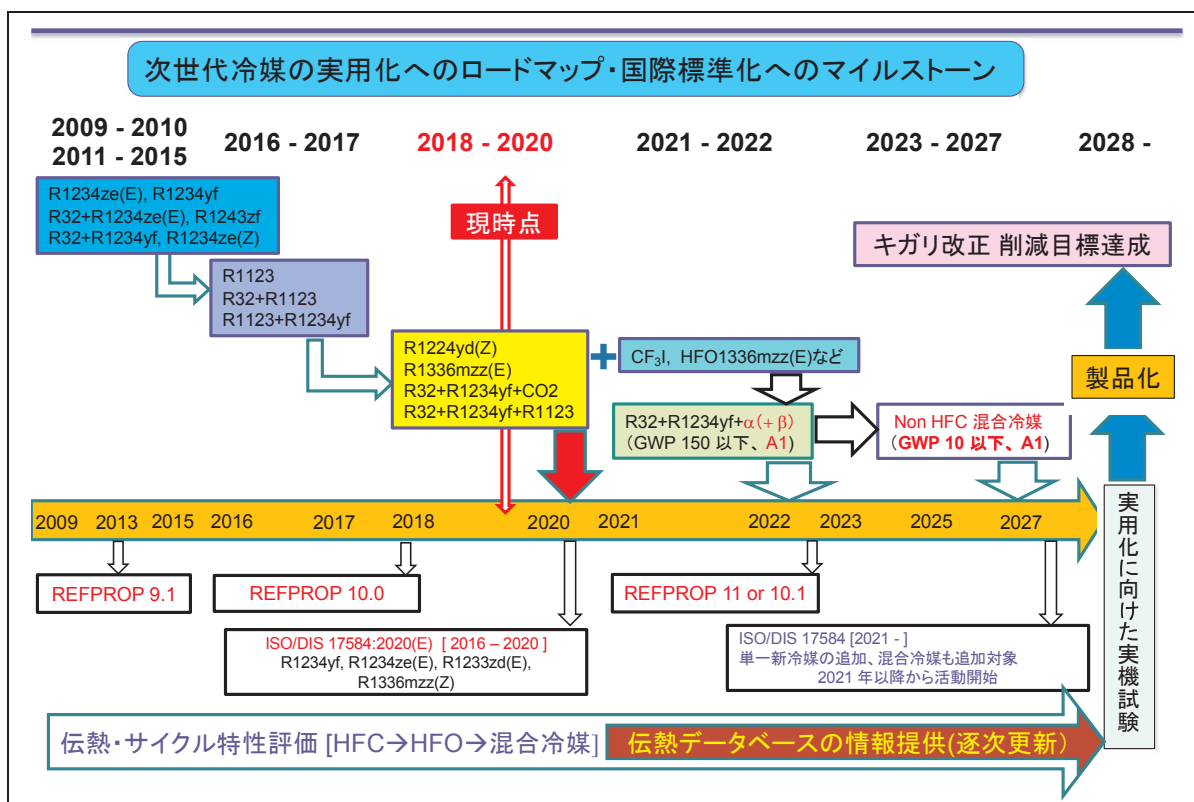 次世代冷媒の実用化へのロードマップ・国際標準化へのマイルストーン
2009 - 2010
2011 - 2015
2016 - 2017
2018 - 2020
2021 - 2022
2023 - 2027
2028 -
R1234ze(E), R1234yf
R32+R1234ze(E), R1243zf
R32+R1234yf, R1234ze(Z)
現時点
キガリ改正 削減目標達成
R1123
R32+R1123
R1123+R1234yf
R1224yd(Z)
R1336mzz(E)
R32+R1234yf+CO2
R32+R1234yf+R1123
+
CF₃I, HFO1336mzz(E)など
製品化
R32+R1234yf+α(+β)
(GWP 150 以下、A1)
Non HFC 混合冷媒
(GWP 10 以下、A1)
2009 2013 2015 2016 2017 2018 2020 2021 2022 2023 2025 2027
実用化に向けた実機試験
REFPROP 9.1
REFPROP 10.0
REFPROP 11 or 10.1
ISO/DIS 17584:2020(E) [ 2016 – 2020 ]
R1234yf, R1234ze(E), R1233zd(E),
R1336mzz(Z)
ISO/DIS 17584 [2021 - ]
単一新冷媒の追加、混合冷媒も追加対象
2021 年以降から活動開始
伝熱・サイクル特性評価 [HFC→HFO→混合冷媒]
伝熱データベースの情報提供(逐次更新)